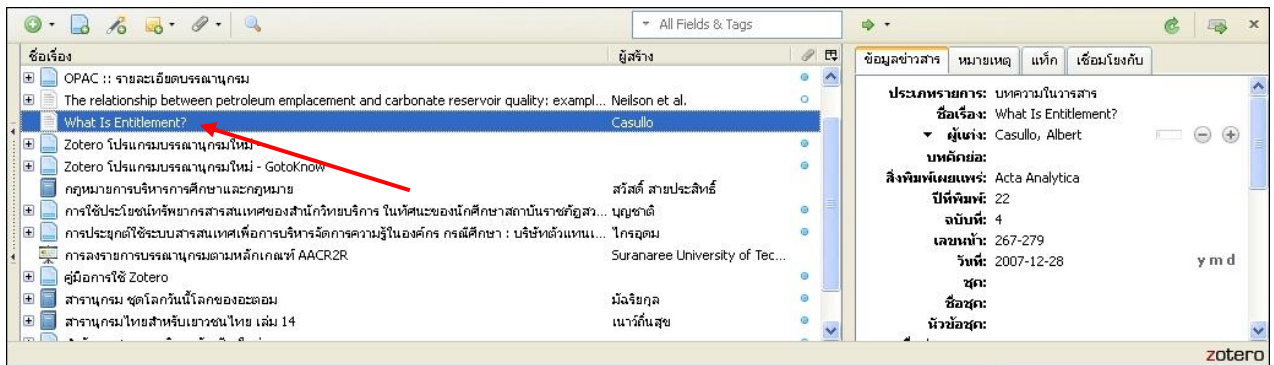 All Fields & Tags
ชื่อเรื่อง ผู้สร้าง
OPAC :: รายละเอียดบรรณานุกรม
The relationship between petroleum emplacement and carbonate reservoir quality: exampl... Neilson et al.
What Is Entitlement? Casullo
Zotero โปรแกรมบรรณานุกรมใหม่
Zotero โปรแกรมบรรณานุกรมใหม่ - GotoKnow
กฎหมายการบริหารการศึกษาและกฎหมาย สวัสดิ์ สายประสิทธิ์
การใช้ประโยชน์ทรัพยากรสารสนเทศของสำนักวิทยบริการ ในทัศนะของนักศึกษาสถาบันราชภัฏสว... บุญชาติ
การประยุกต์ใช้ระบบสารสนเทศเพื่อการบริหารจัดการความรู้ในองค์กร กรณีศึกษา : บริษัทตัวแทนเ... ไกรอุดม
การลงรายการบรรณานุกรมตามหลักเกณฑ์ AACR2R Suranaree University of Tec...
คู่มือการใช้ Zotero
สารานุกรม ชุดโลกวันนี้โลกของอะตอม มัฉริยกุล
สารานุกรมไทยสำหรับเยาวชนไทย เล่ม 14 เนาว์ถิ่นสุข
ข้อมูลข่าวสาร หมายเหตุ แท็ก เชื่อมโยงกับ
ประเภทรายการ: บทความในวารสาร
ชื่อเรื่อง: What Is Entitlement?
ผู้แต่ง: Casullo, Albert
บทคัดย่อ:
สิ่งพิมพ์เผยแพร่: Acta Analytica
ปีที่พิมพ์: 22
ฉบับที่: 4
เลขหน้า: 267-279
วันที่: 2007-12-28 y m d
ชุด:
ชื่อชุด:
หัวข้อชุด:
zotero